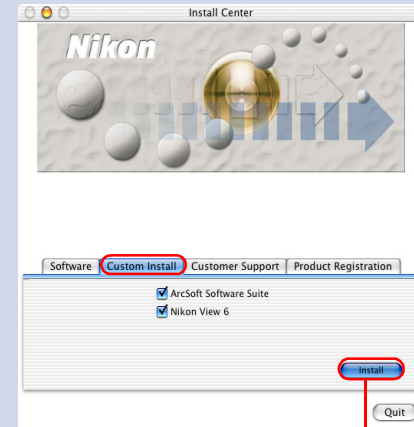 Install Center
Nikon
Software Custom Install Customer Support Product Registration
ArcSoft Software Suite
Nikon View 6
Install
Quit